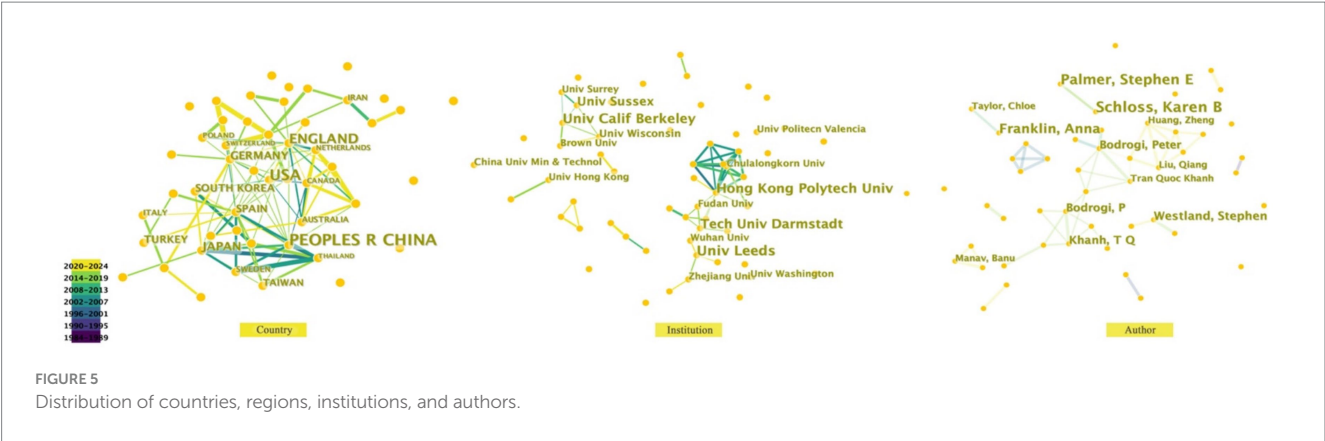 IRAN
POLAND
SWITZERLAND
ENGLAND
NETHERLANDS
GERMANY
USA
CANADA
SOUTH KOREA
SPAIN
ITALY
AUSTRALIA
TURKEY
JAPAN
PEOPLES R CHINA
THAILAND
SWEDEN
TAIWAN
2020-2024
2014-2019
2008-2013
2002-2007
1996-2001
1990-1995
Country
Univ Surrey
Univ Sussex
Univ Calif Berkeley
Univ Wisconsin
Brown Univ
China Univ Min & Technol
Univ Hong Kong
Univ Politecn Valencia
Chulalongkorn Univ
Hong Kong Polytech Univ
Fudan Univ
Tech Univ Darmstadt
Wuhan Univ
Univ Leeds
Zhejiang Univ
Univ Washington
Institution
Palmer, Stephen E
Taylor, Chloe
Schloss, Karen B
Huang, Zheng
Franklin, Anna
Bodrogi, Peter
Liu, Qiang
Tran Quoc Khanh
Bodrogi, P
Westland, Stephen
Khanh, T Q
Manav, Banu
Author
FIGURE 5
Distribution of countries, regions, institutions, and authors.